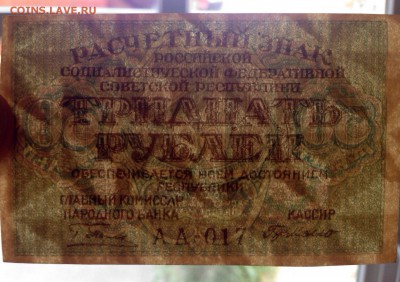 COINS.LAVE.RU
РАСЧЕТНЫЙ ЗНАК
РОССИЙСКОЙ
СОЦИАЛИСТИЧЕСКОЙ ФЕДЕРАТИВНОЙ
СОВЕТСКОЙ РЕСПУБЛИКИ
ТРИДЦАТЬ
РУБЛЕЙ
ОБЕСПЕЧИВАЕТСЯ ВСЕМ ДОСТОЯНИЕМ
РЕСПУБЛИКИ
ГЛАВНЫЙ КОМИССАР
НАРОДНОГО БАНКА
КАССИР
АА-017